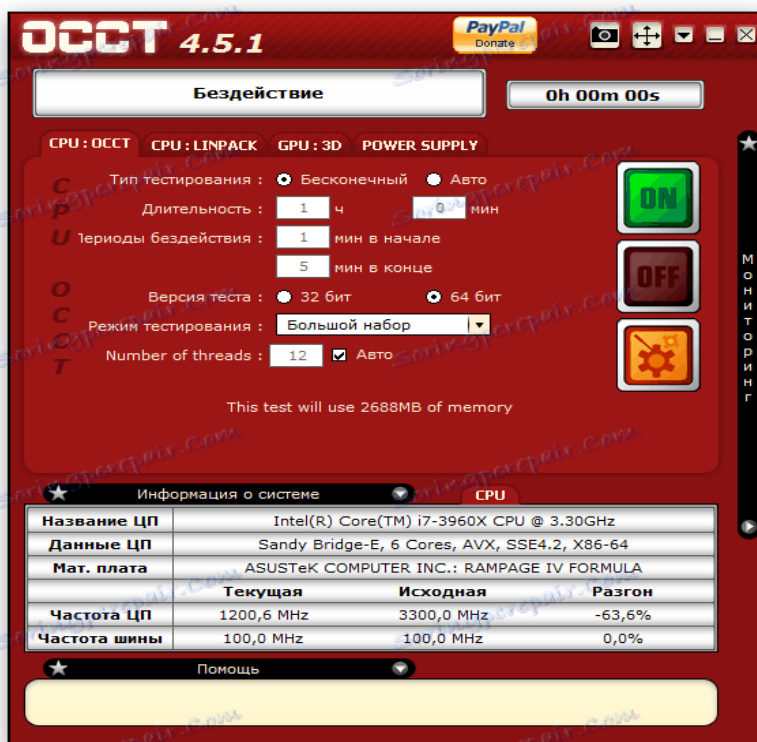 OCCT 4.5.1
PayPal
Donate
Бездействие
0h 00m 00s
CPU : OCCT CPU : LINPACK GPU : 3D POWER SUPPLY
CPU OCCT
Тип тестирования : Бесконечный Авто
Длительность : 1 ч 0 мин
Периоды бездействия : 1 мин в начале
5 мин в конце
Версия теста : 32 бит 64 бит
Режим тестирования : Большой набор
Number of threads : 12 Авто
This test will use 2688MB of memory
ON
OFF
Мониторинг
Информация о системе CPU
Название ЦП Intel(R) Core(TM) i7-3960X CPU @ 3.30GHz
Данные ЦП Sandy Bridge-E, 6 Cores, AVX, SSE4.2, X86-64
Мат. плата ASUSTeK COMPUTER INC.: RAMPAGE IV FORMULA
Текущая Исходная Разгон
Частота ЦП 1200,6 MHz 3300,0 MHz -63,6%
Частота шины 100,0 MHz 100,0 MHz 0,0%
Помощь